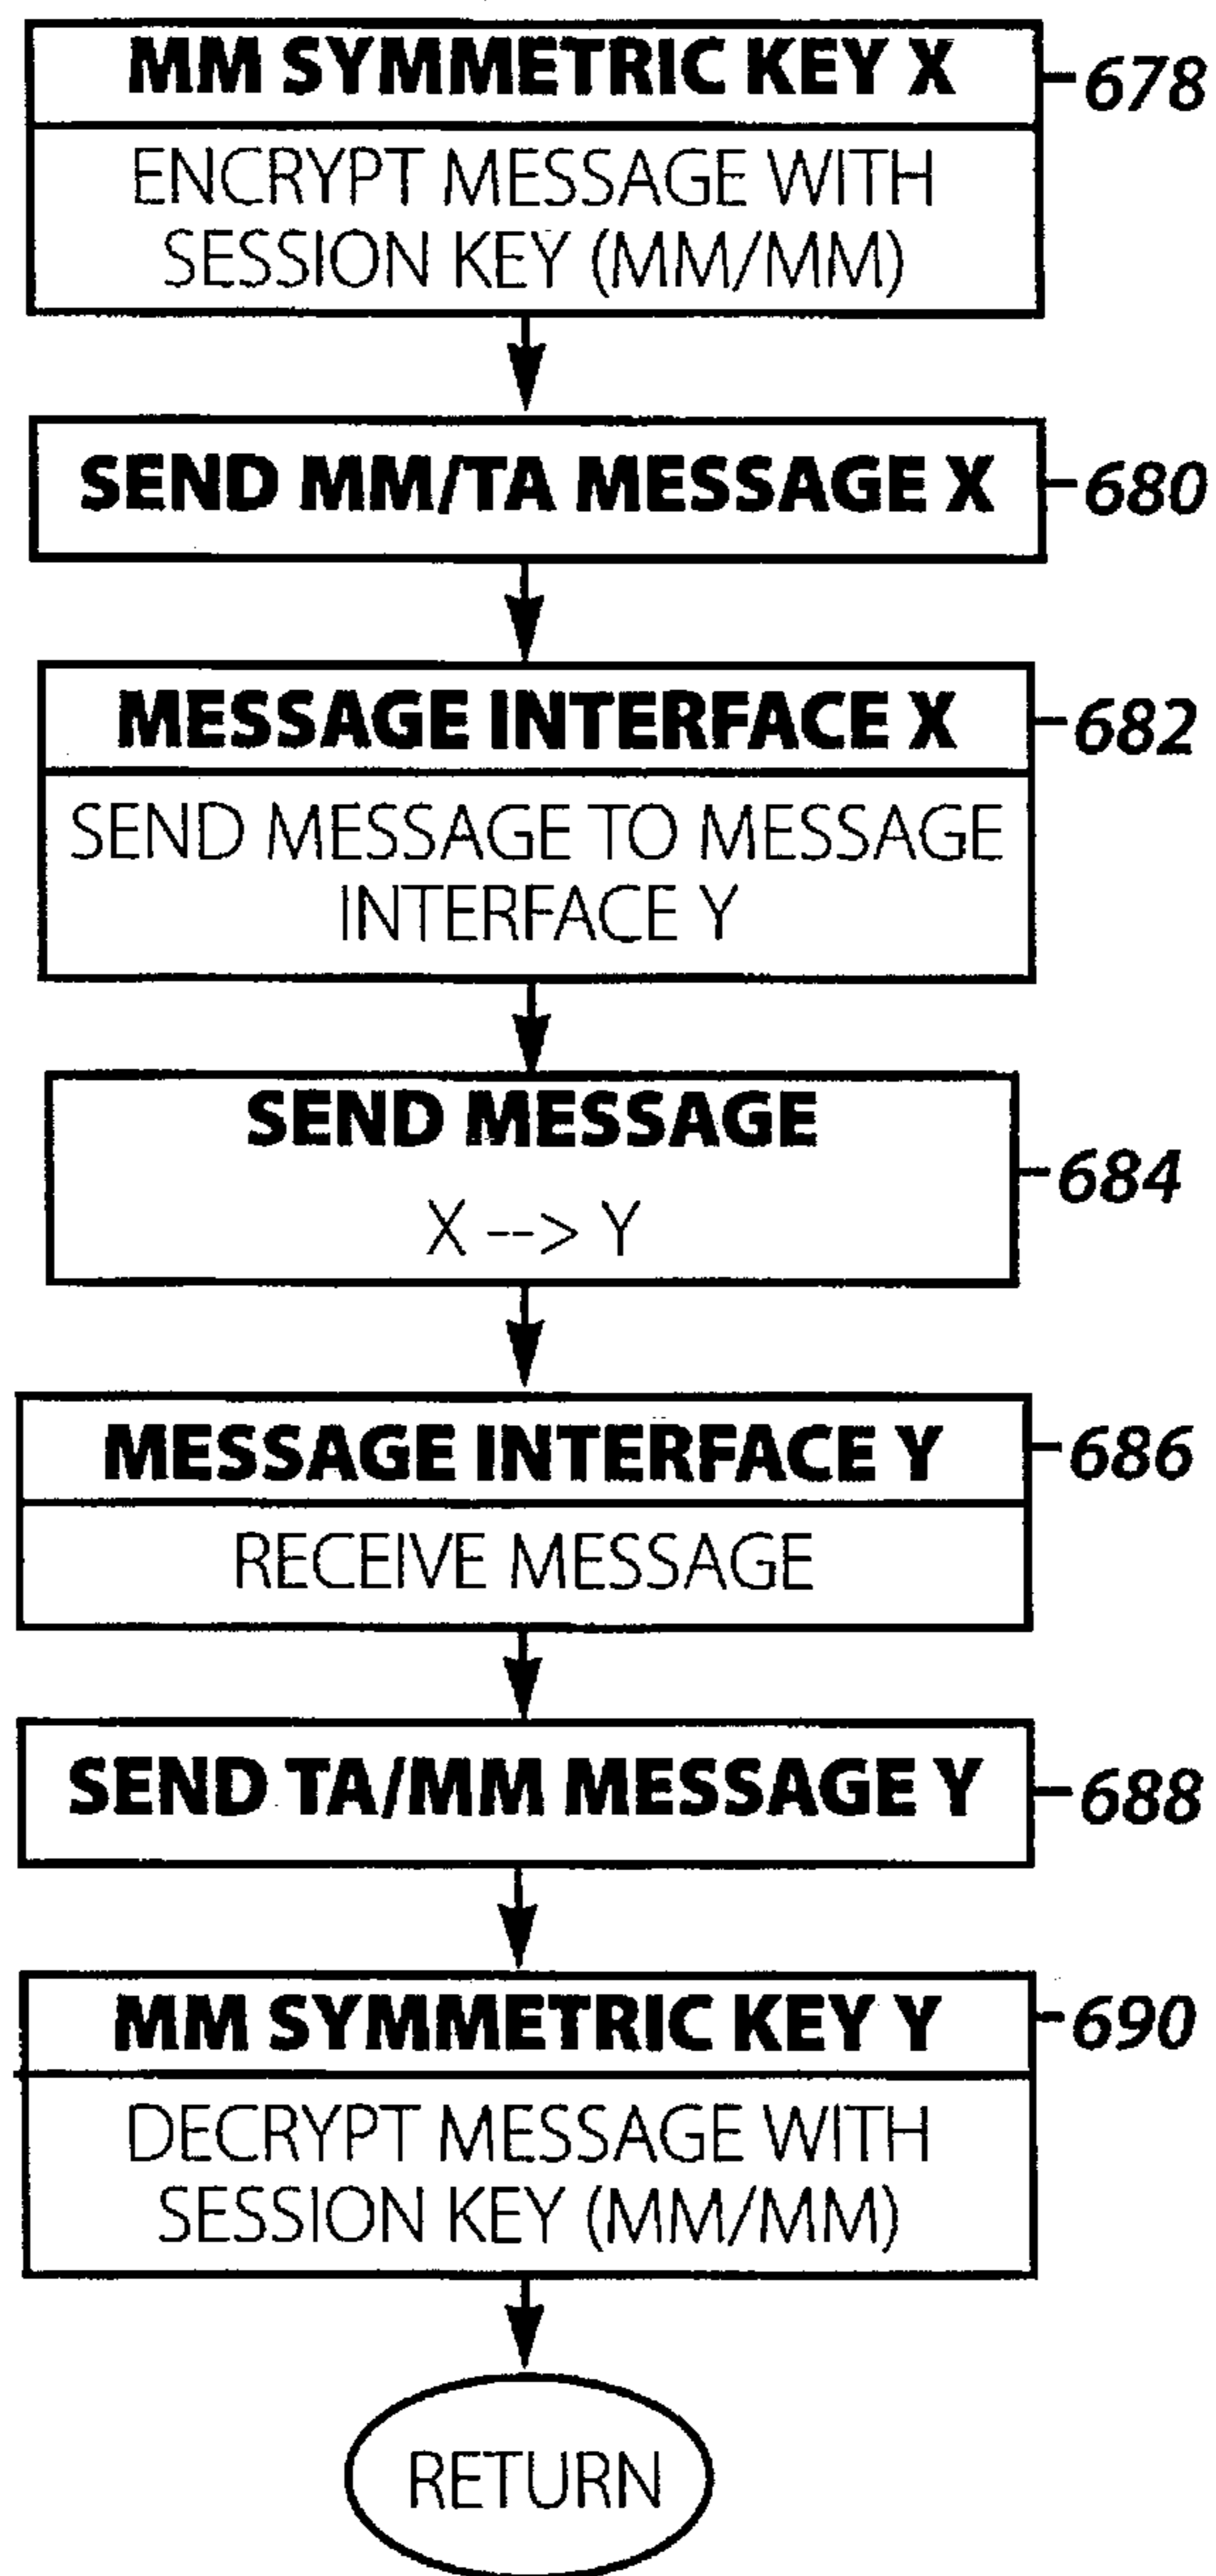 MM SYMMETRIC KEY X
678
ENCRYPT MESSAGE WITH
SESSION KEY (MM/MM)
SEND MM/TA MESSAGE X
680
MESSAGE INTERFACE X
682
SEND MESSAGE TO MESSAGE
INTERFACE Y
SEND MESSAGE
684
X --> Y
MESSAGE INTERFACE Y
686
RECEIVE MESSAGE
SEND TA/MM MESSAGE Y
688
MM SYMMETRIC KEY Y
690
DECRYPT MESSAGE WITH
SESSION KEY (MM/MM)
RETURN